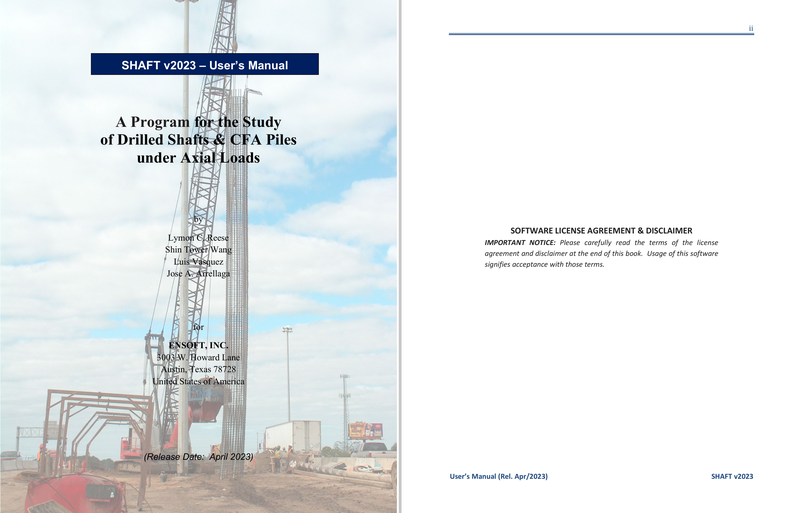 SHAFT v2023 – User's Manual
A Program for the Study
of Drilled Shafts & CFA Piles
under Axial Loads
by
Lymon C. Reese
Shin Tower Wang
Luis Vasquez
Jose A. Arrellaga
for
ENSOFT, INC.
3003 W. Howard Lane
Austin, Texas 78728
United States of America
(Release Date: April 2023)
ii
SOFTWARE LICENSE AGREEMENT & DISCLAIMER
IMPORTANT NOTICE: Please carefully read the terms of the license
agreement and disclaimer at the end of this book. Usage of this software
signifies acceptance with those terms.
User's Manual (Rel. Apr/2023)
SHAFT v2023